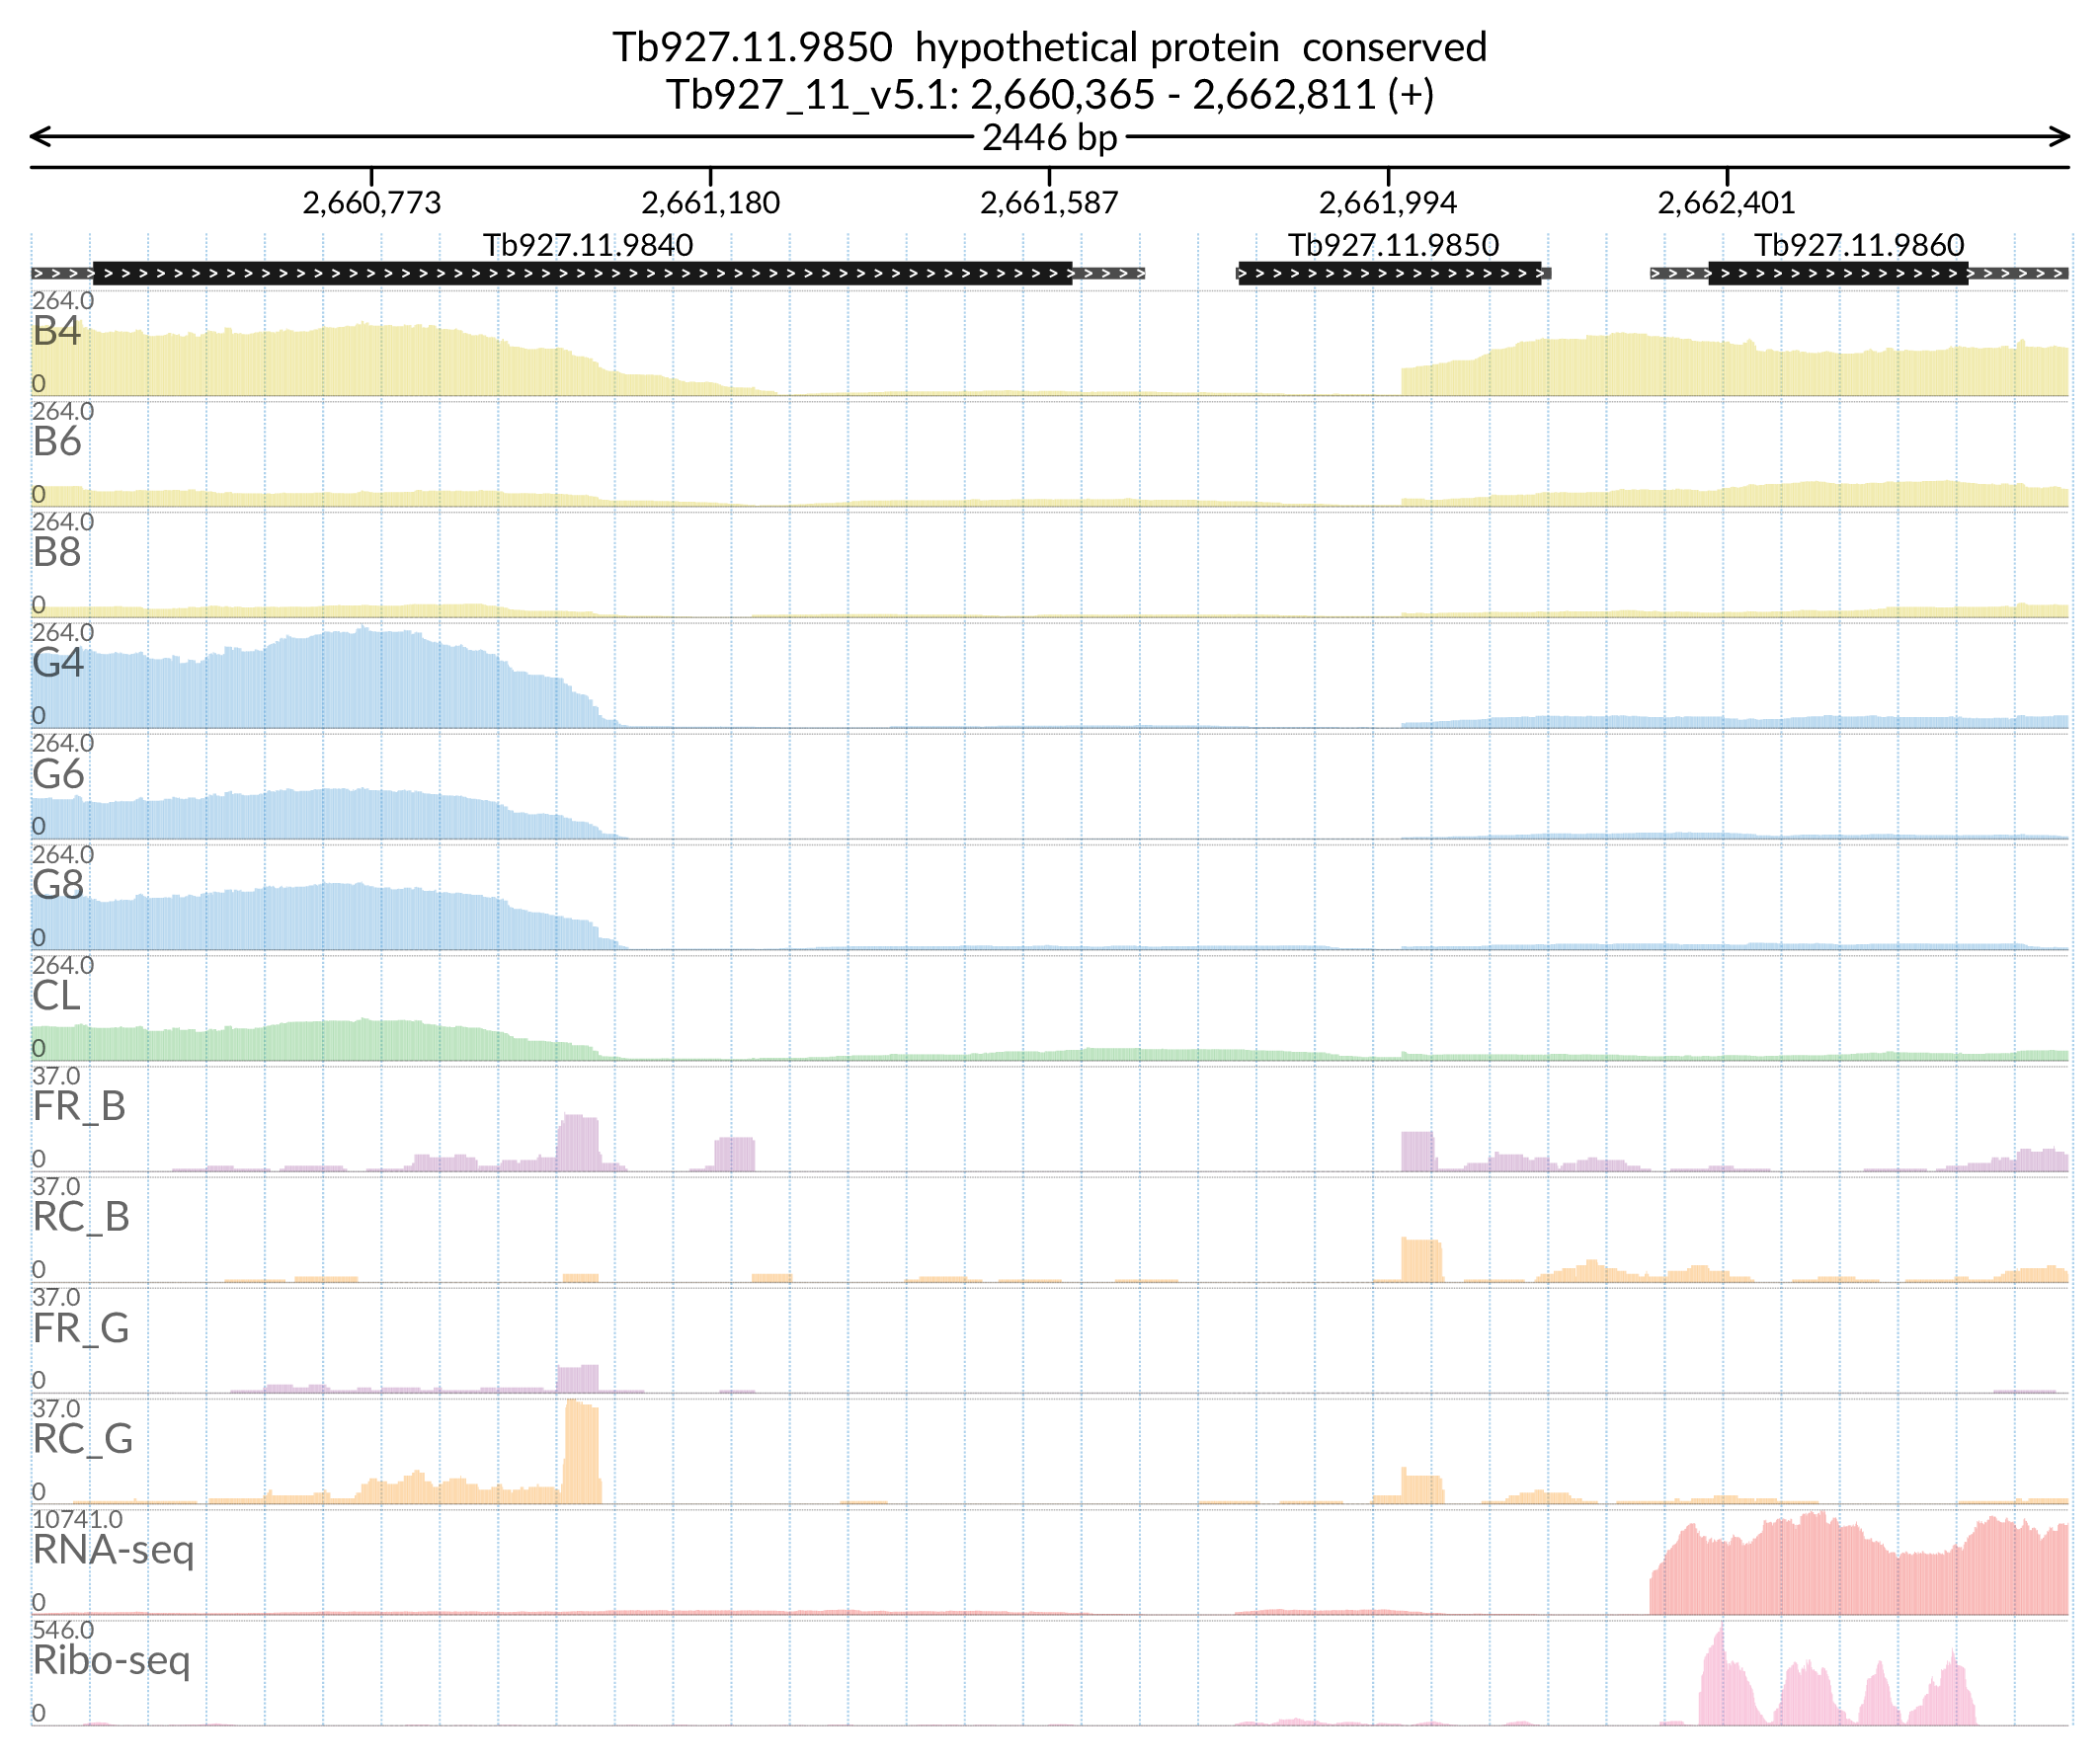 Tb927.11.9850 hypothetical protein conserved
Tb927_11_v5.1: 2,660,365 - 2,662,811 (+)
2446 bp
2,660,773 2,661,180 2,661,587 2,661,994 2,662,401
Tb927.11.9840 Tb927.11.9850 Tb927.11.9860
264.0
B4
0
264.0
B6
0
264.0
B8
0
264.0
G4
0
264.0
G6
0
264.0
G8
0
264.0
CL
0
37.0
FR_B
0
37.0
RC_B
0
37.0
FR_G
0
37.0
RC_G
0
10741.0
RNA-seq
0
546.0
Ribo-seq
0